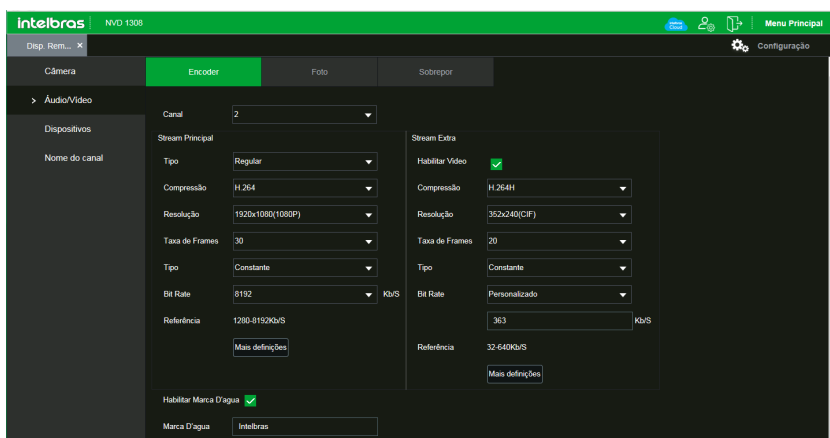 intelbras NVD 1308 Intelbras Cloud Menu Principal
Disp. Rem... Configuração
Câmera
Áudio/Vídeo
Dispositivos
Nome do canal
Encoder Foto Sobrepor
Canal 2
Stream Principal
Tipo Regular
Compressão H.264
Resolução 1920x1080(1080P)
Taxa de Frames 30
Tipo Constante
Bit Rate 8192 Kb/S
Referência 1280-8192Kb/S
Mais definições
Stream Extra
Habilitar Video
Compressão H.264H
Resolução 352x240(CIF)
Taxa de Frames 20
Tipo Constante
Bit Rate Personalizado
363 Kb/S
Referência 32-640Kb/S
Mais definições
Habilitar Marca D'agua
Marca D'agua Intelbras